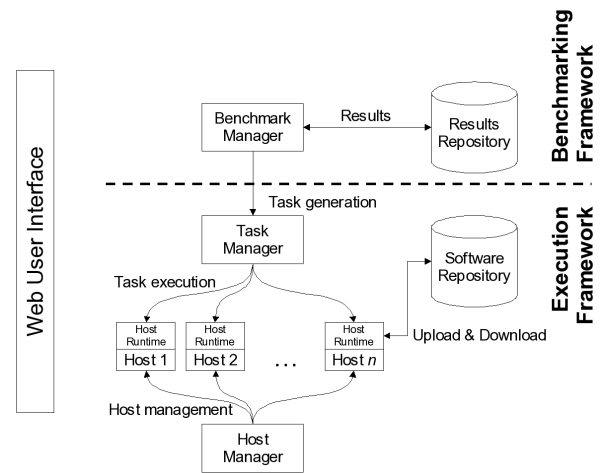 Web User Interface
Benchmarking
Framework
Benchmark
Manager
Results
Results
Repository
Task generation
Execution
Framework
Task
Manager
Software
Repository
Task execution
Host
Runtime
Host 1
Host
Runtime
Host 2
...
Host
Runtime
Host n
Upload & Download
Host management
Host
Manager